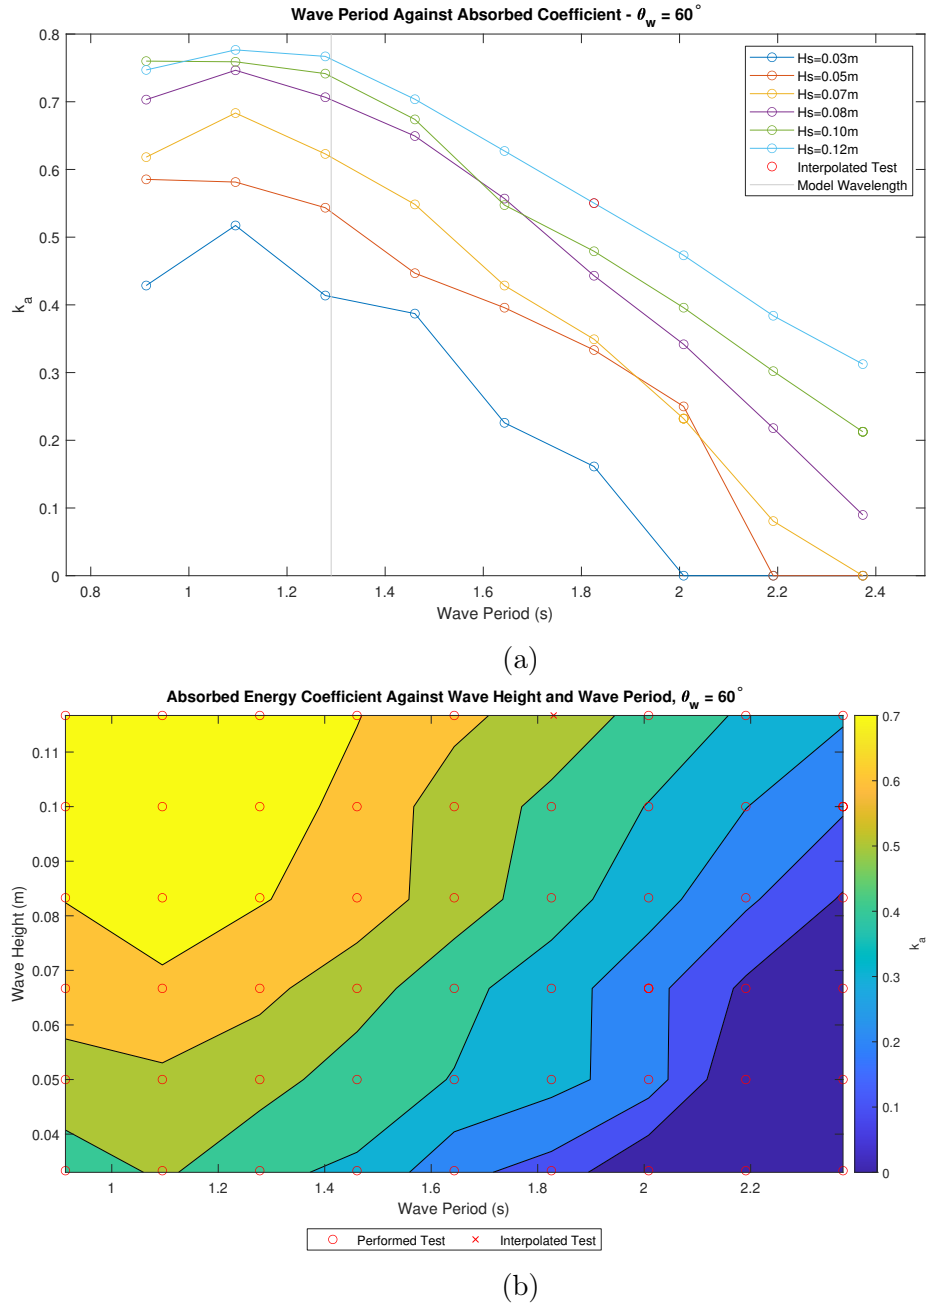 Wave Period Against Absorbed Coefficient - θw = 60°
0.8
0.7
0.6
0.5
0.4
0.3
0.2
0.1
0
ka
Hs=0.03m
Hs=0.05m
Hs=0.07m
Hs=0.08m
Hs=0.10m
Hs=0.12m
Interpolated Test
Model Wavelength
0.8 1 1.2 1.4 1.6 1.8 2 2.2 2.4
Wave Period (s)
(a)
Absorbed Energy Coefficient Against Wave Height and Wave Period, θw = 60°
0.11
0.1
0.09
0.08
0.07
0.06
0.05
0.04
Wave Height (m)
0.7
0.6
0.5
0.4
0.3
0.2
0.1
0
ka
1 1.2 1.4 1.6 1.8 2 2.2
Wave Period (s)
Performed Test Interpolated Test
(b)